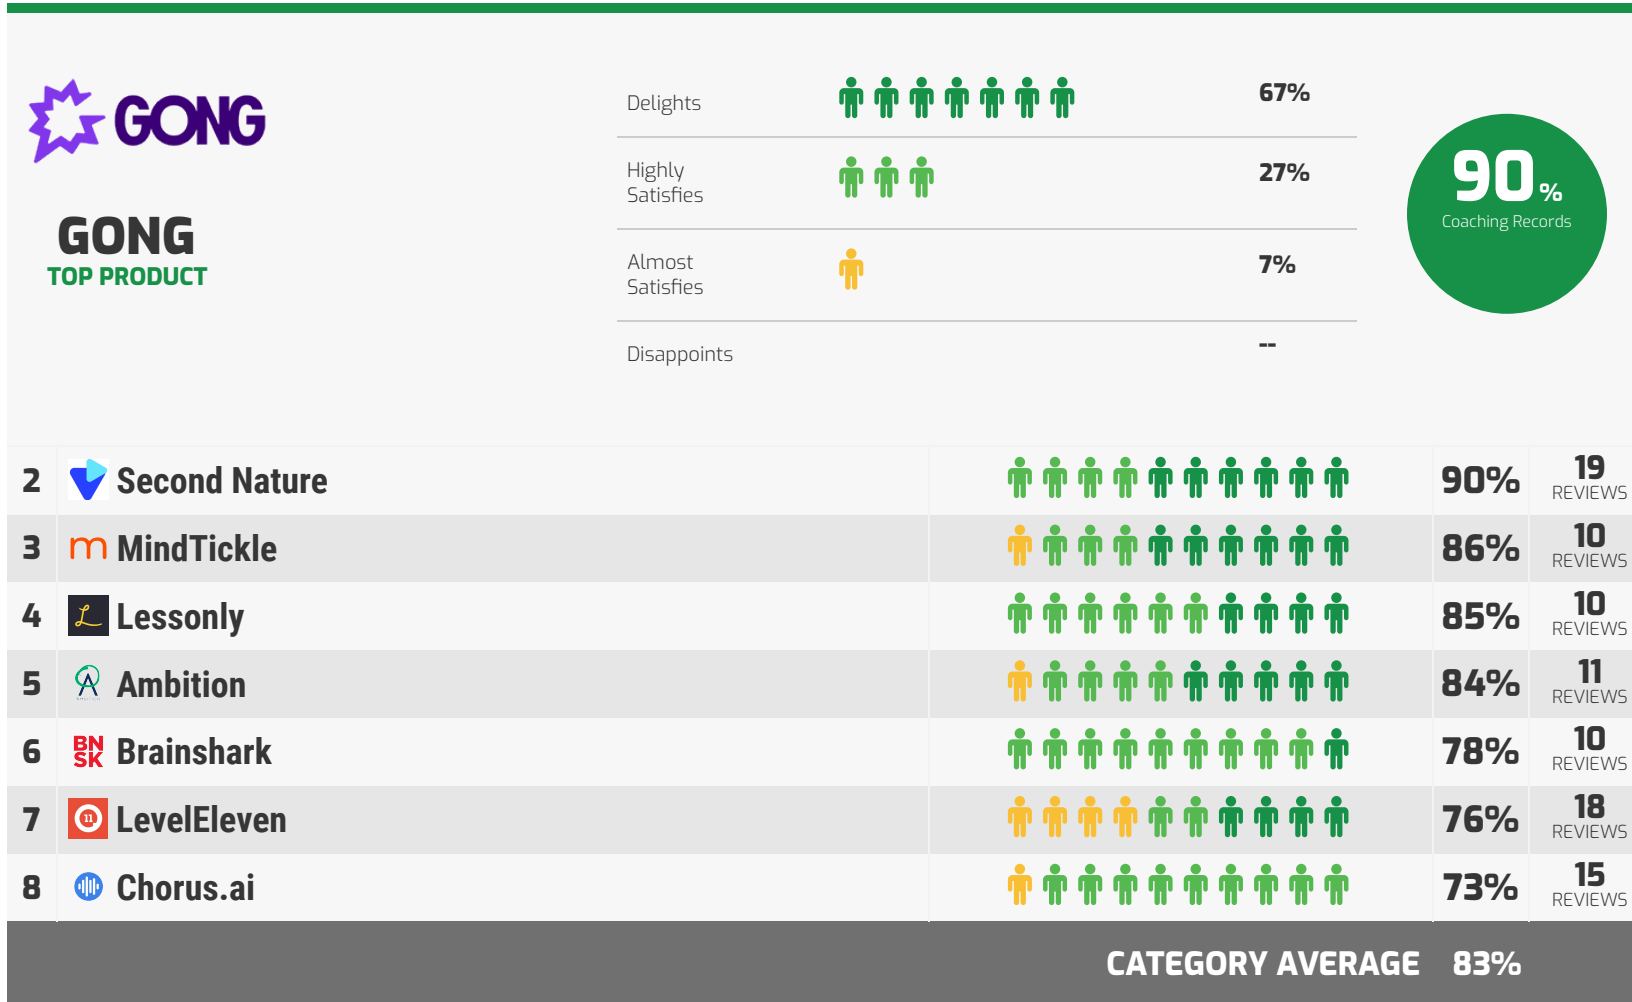 GONG
GONG
TOP PRODUCT
Delights
67%
Highly
Satisfies
27%
Almost
Satisfies
7%
Disappoints
--
90%
Coaching Records
2 Second Nature 90% 19 REVIEWS
3 m MindTickle 86% 10 REVIEWS
4 L Lessonly 85% 10 REVIEWS
5 Ambition 84% 11 REVIEWS
6 BN SK Brainshark 78% 10 REVIEWS
7 11 LevelEleven 76% 18 REVIEWS
8 Chorus.ai 73% 15 REVIEWS
CATEGORY AVERAGE 83%